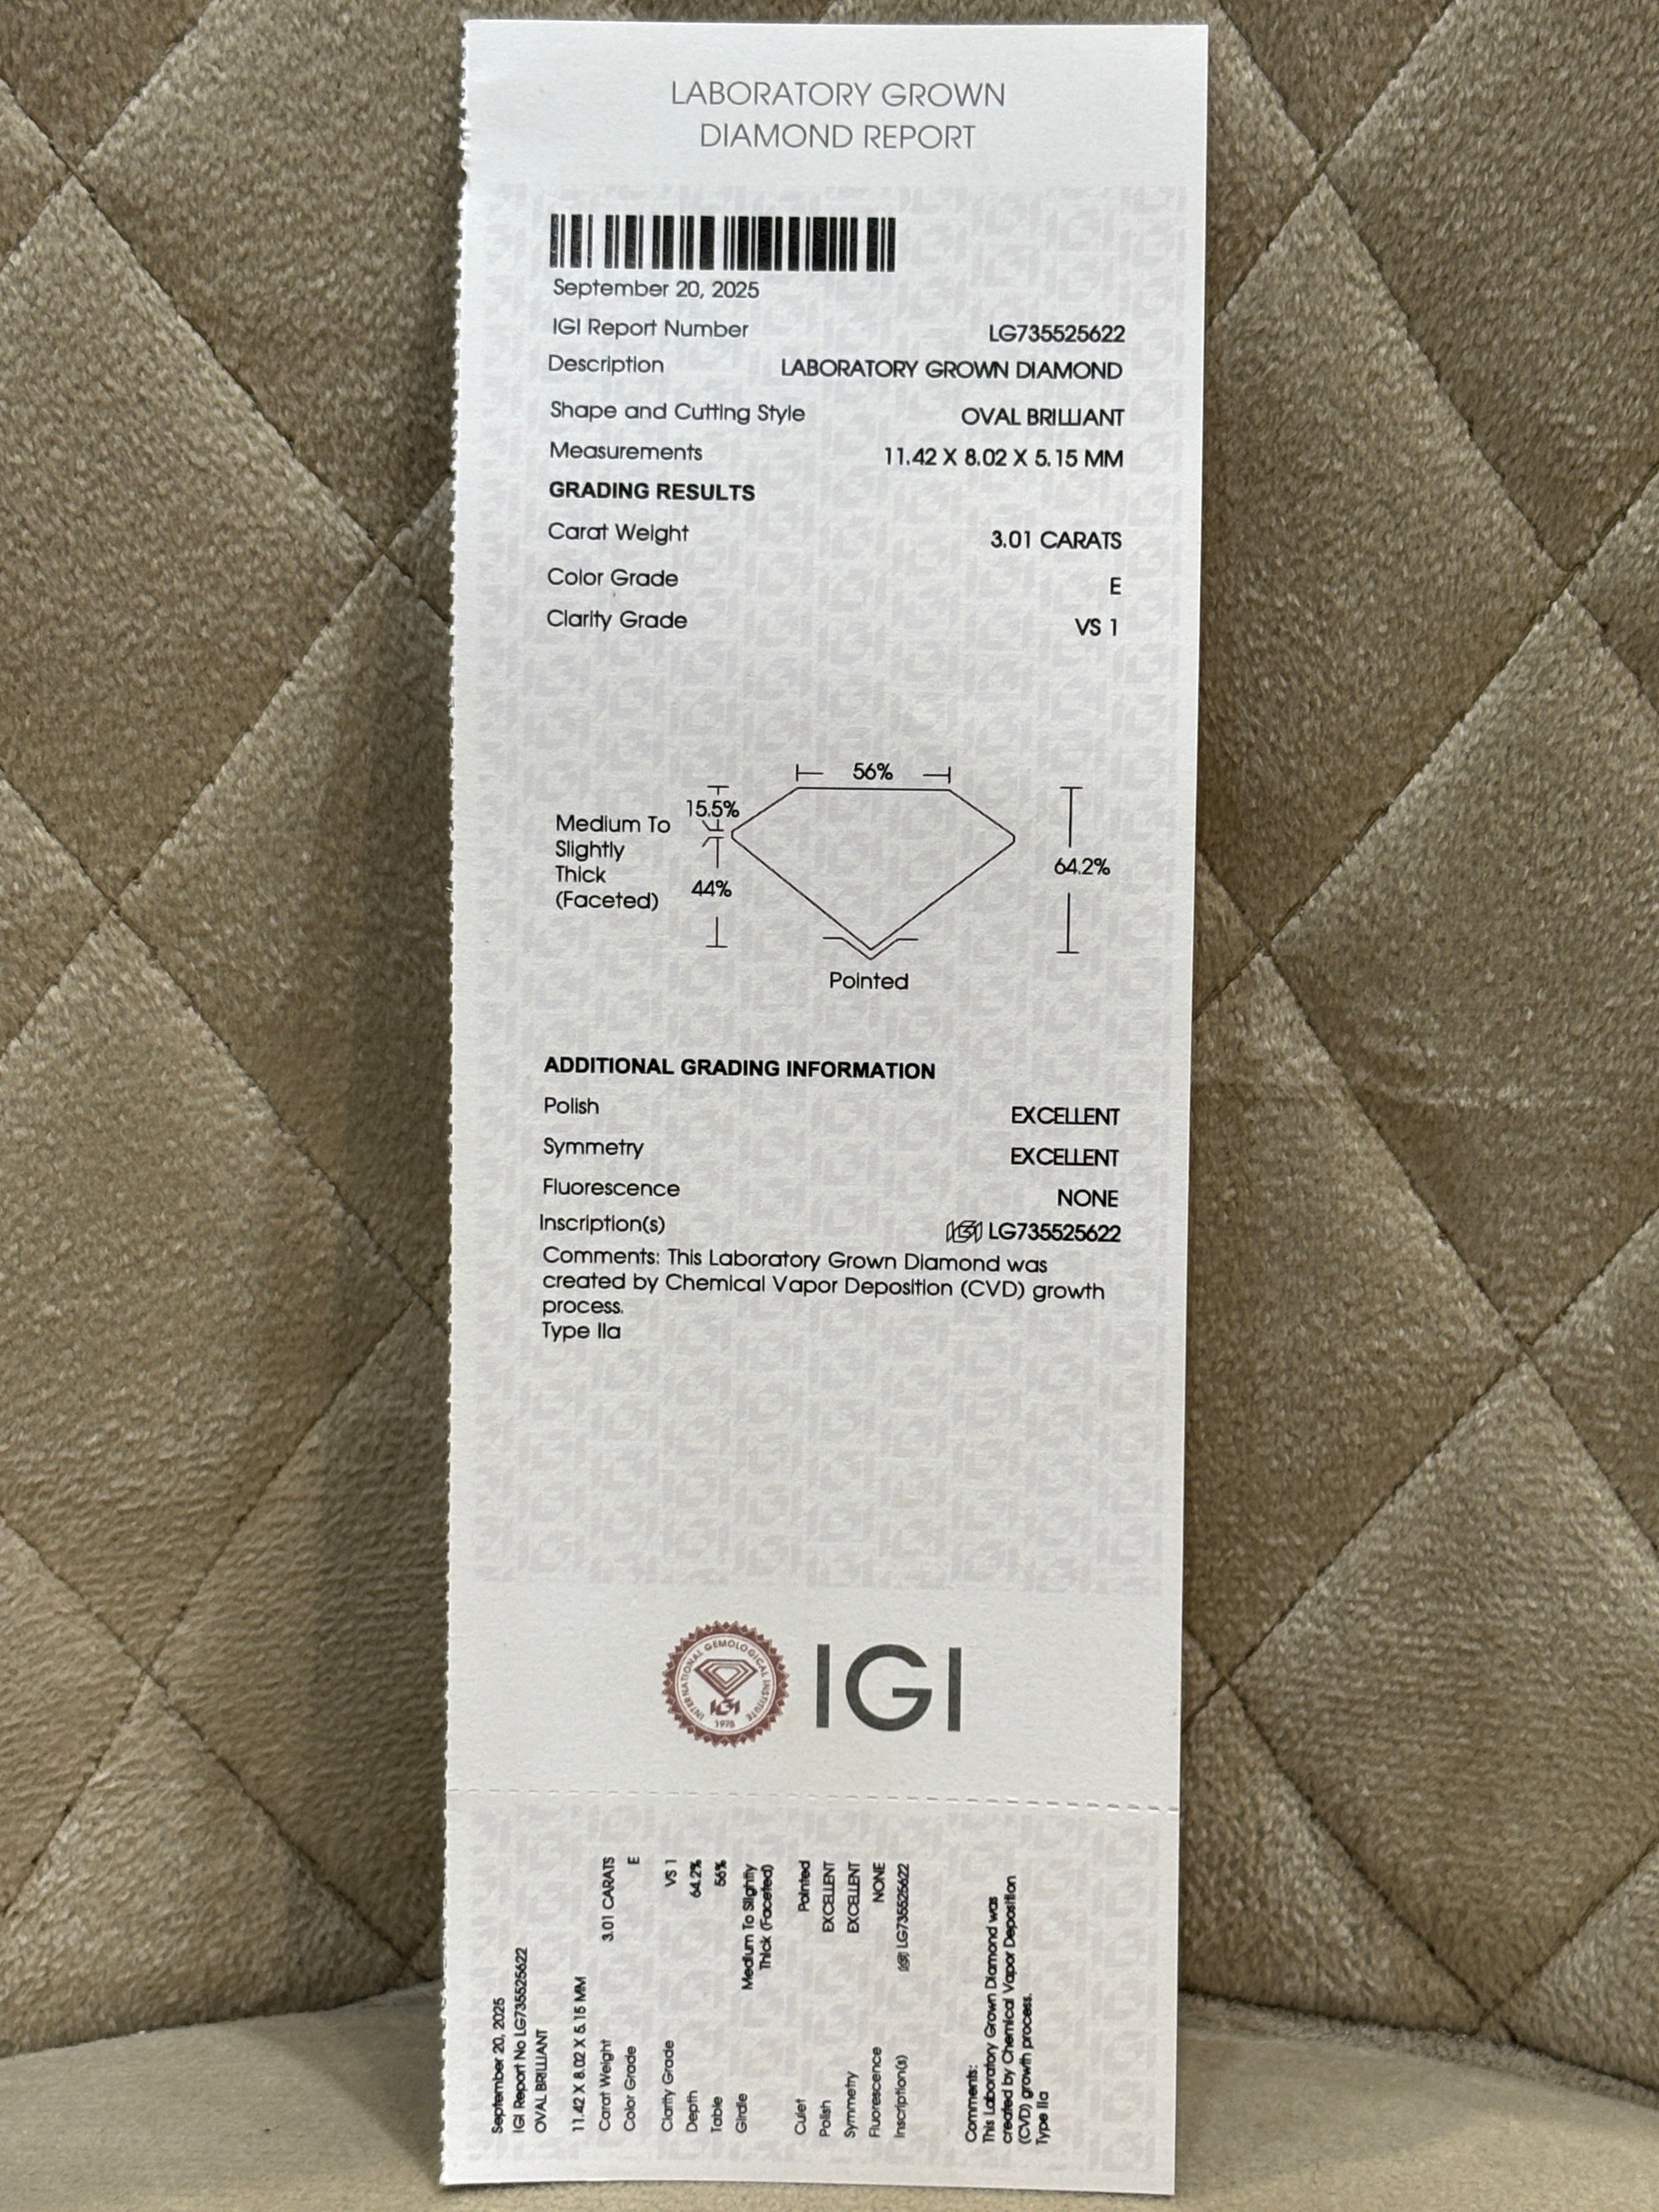 LABORATORY GROWN
DIAMOND REPORT
September 20, 2025
IGI Report Number LG735525622
Description LABORATORY GROWN DIAMOND
Shape and Cutting Style OVAL BRILLIANT
Measurements 11.42 X 8.02 X 5.15 MM
GRADING RESULTS
Carat Weight 3.01 CARATS
Color Grade E
Clarity Grade VS 1
56%
15.5%
Medium To
Slightly
Thick
(Faceted)
44%
64.2%
Pointed
ADDITIONAL GRADING INFORMATION
Polish EXCELLENT
Symmetry EXCELLENT
Fluorescence NONE
Inscription(s) IGI LG735525622
Comments: This Laboratory Grown Diamond was
created by Chemical Vapor Deposition (CVD) growth
process.
Type IIa
INTERNATIONAL GEMOLOGICAL INSTITUTE
IGI
1975
IGI
September 20, 2025
IGI Report No LG735525622
OVAL BRILLIANT
11.42 X 8.02 X 5.15 MM
Carat Weight 3.01 CARATS
Color Grade E
Clarity Grade VS 1
Depth 64.2%
Table 56%
Girdle Medium To Slightly
Thick (Faceted)
Culet Pointed
Polish EXCELLENT
Symmetry EXCELLENT
Fluorescence NONE
Inscription(s) IGI LG735525622
Comments:
This Laboratory Grown Diamond was
created by Chemical Vapor Deposition
(CVD) growth process.
Type IIa